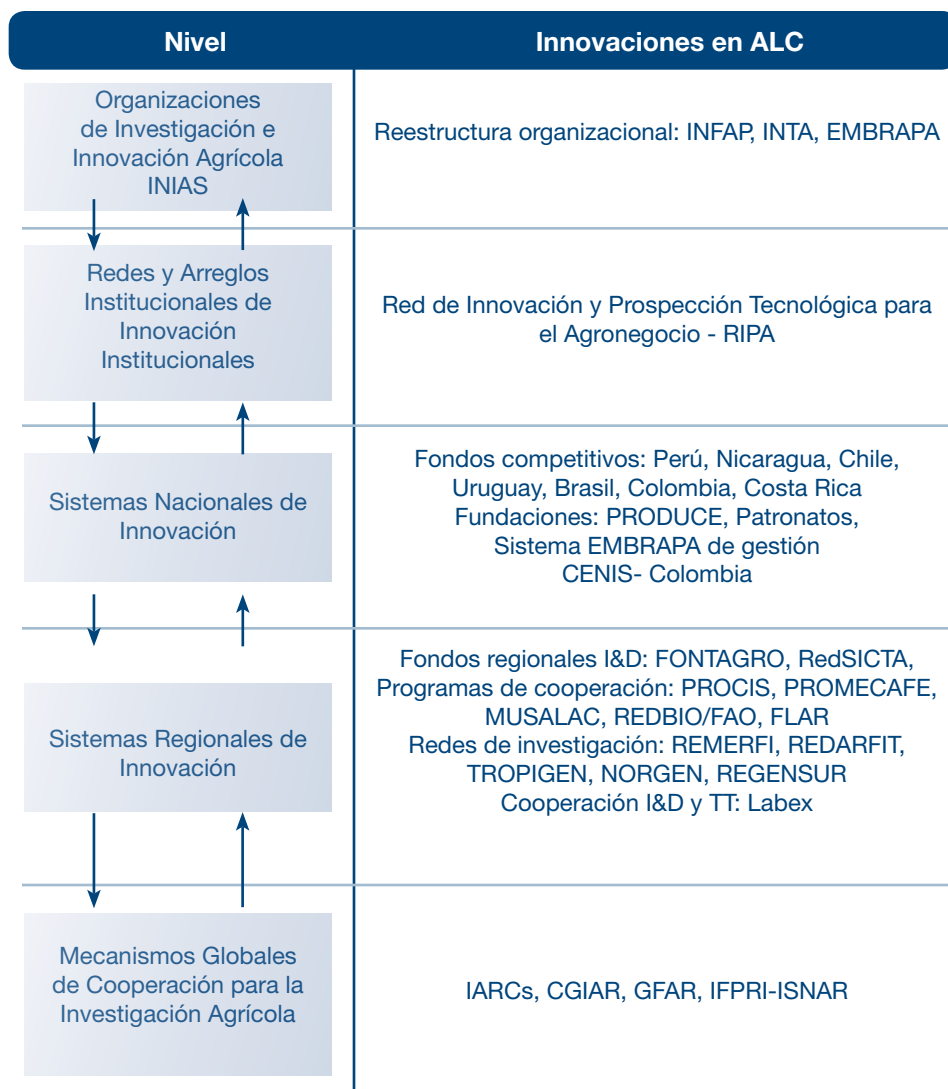 Nivel
Innovaciones en ALC
Organizaciones
de Investigación e
Innovación Agrícola
INIAS
Reestructura organizacional: INFAP, INTA, EMBRAPA
Redes y Arreglos
Institucionales de
Innovación
Institucionales
Red de Innovación y Prospección Tecnológica para
el Agronegocio - RIPA
Sistemas Nacionales de
Innovación
Fondos competitivos: Perú, Nicaragua, Chile,
Uruguay, Brasil, Colombia, Costa Rica
Fundaciones: PRODUCE, Patronatos,
Sistema EMBRAPA de gestión
CENIS- Colombia
Sistemas Regionales de
Innovación
Fondos regionales I&D: FONTAGRO, RedSICTA,
Programas de cooperación: PROCIS, PROMECAFE,
MUSALAC, REDBIO/FAO, FLAR
Redes de investigación: REMERFI, REDARFIT,
TROPIGEN, NORGEN, REGENSUR
Cooperación I&D y TT: Labex
Mecanismos Globales
de Cooperación para la
Investigación Agrícola
IARCs, CGIAR, GFAR, IFPRI-ISNAR